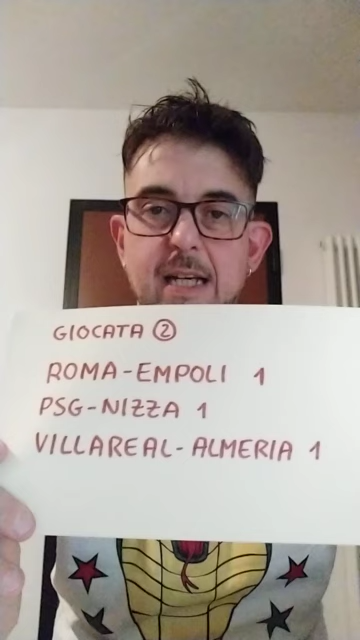 GIOCATA ②
ROMA-EMPOLI 1
PSG-NIZZA 1
VILLAREAL-ALMERIA 1